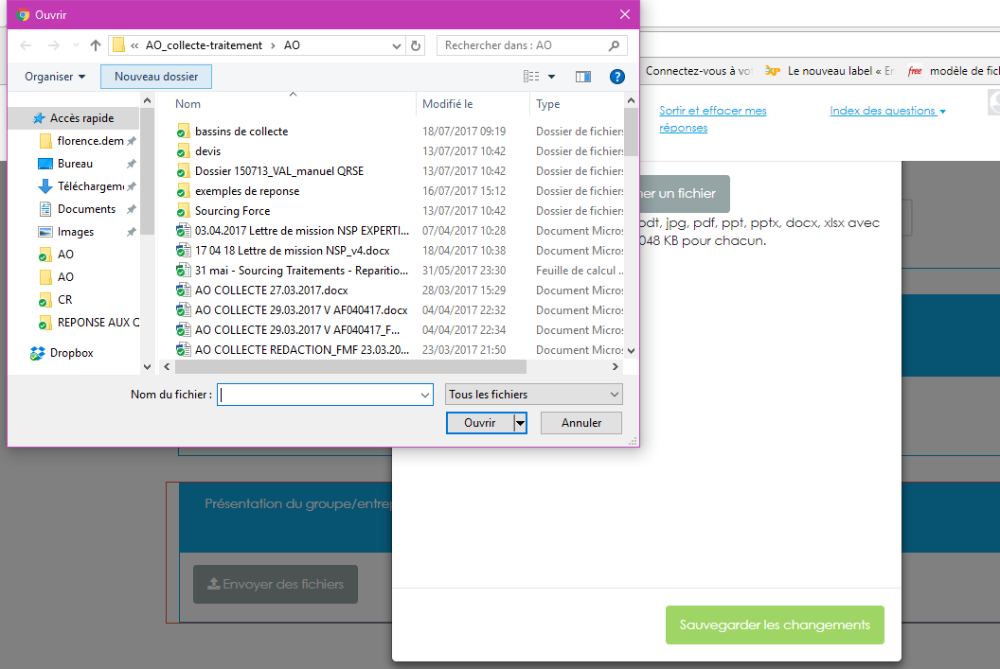 Ouvrir
« AO_collecte-traitement › AO
Rechercher dans : AO
Organiser
Nouveau dossier
Accès rapide
florence.dem
Bureau
Téléchargem
Documents
Images
AO
AO
CR
REPONSE AUX
Dropbox
Nom Modifié le Type
bassins de collecte 18/07/2017 09:19 Dossier de fichiers
devis 13/07/2017 10:42 Dossier de fichiers
Dossier 150713_VAL_manuel QRSE 13/07/2017 10:42 Dossier de fichiers
exemples de reponse 16/07/2017 15:12 Dossier de fichiers
Sourcing Force 13/07/2017 10:42 Dossier de fichiers
03.04.2017 Lettre de mission NSP EXPERTI... 07/04/2017 10:28 Document Micros
17 04 18 Lettre de mission NSP_v4.docx 18/04/2017 10:38 Document Micros
31 mai - Sourcing Traitements - Reparitio... 31/05/2017 23:30 Feuille de calcul ..
AO COLLECTE 27.03.2017.docx 28/03/2017 15:29 Document Micros
AO COLLECTE 29.03.2017 V AF040417.docx 04/04/2017 22:32 Document Micros
AO COLLECTE 29.03.2017 V AF040417_F... 04/04/2017 22:34 Document Micros
AO COLLECTE REDACTION_FMF 23.03.20... 23/03/2017 21:50 Document Micros
Nom du fichier :
Tous les fichiers
Ouvrir
Annuler
Connectez-vous à vo
Le nouveau label « En
free modèle de fich
Sortir et effacer mes
réponses
Index des questions
ner un fichier
odt, jpg, pdf, ppt, pptx, docx, xlsx avec
048 KB pour chacun.
Présentation du groupe/entrep
Envoyer des fichiers
Sauvegarder les changements